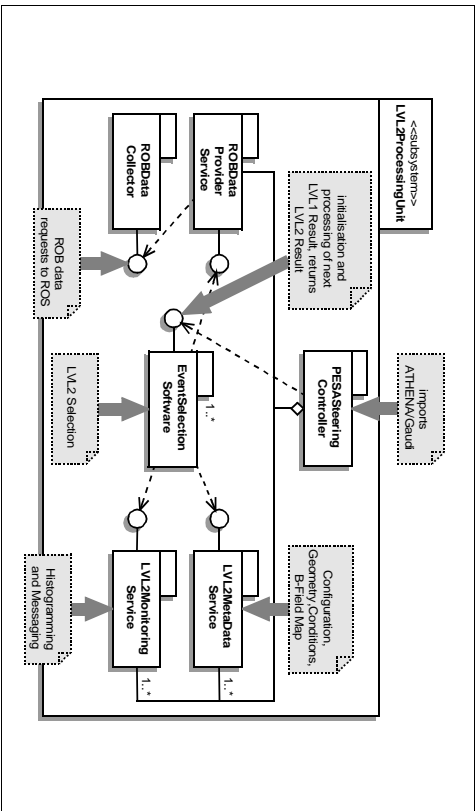 <<subsystem>>
LVL2ProcessingUnit
imports
ATHENA/Gaudi
PESASteering
Controller
initialisation and
processing of next
LVL1 Result, returns
LVL2 Result
Configuration,
Geometry,Conditions,
B-Field Map
ROBData
Provider
Service
1..*
LVL2MetaData
Service
1..*
ROBData
Collector
EventSelection
Software
LVL2Monitoring
Service
1..*
ROB data
requests to ROS
LVL2 Selection
Histogramming
and Messaging